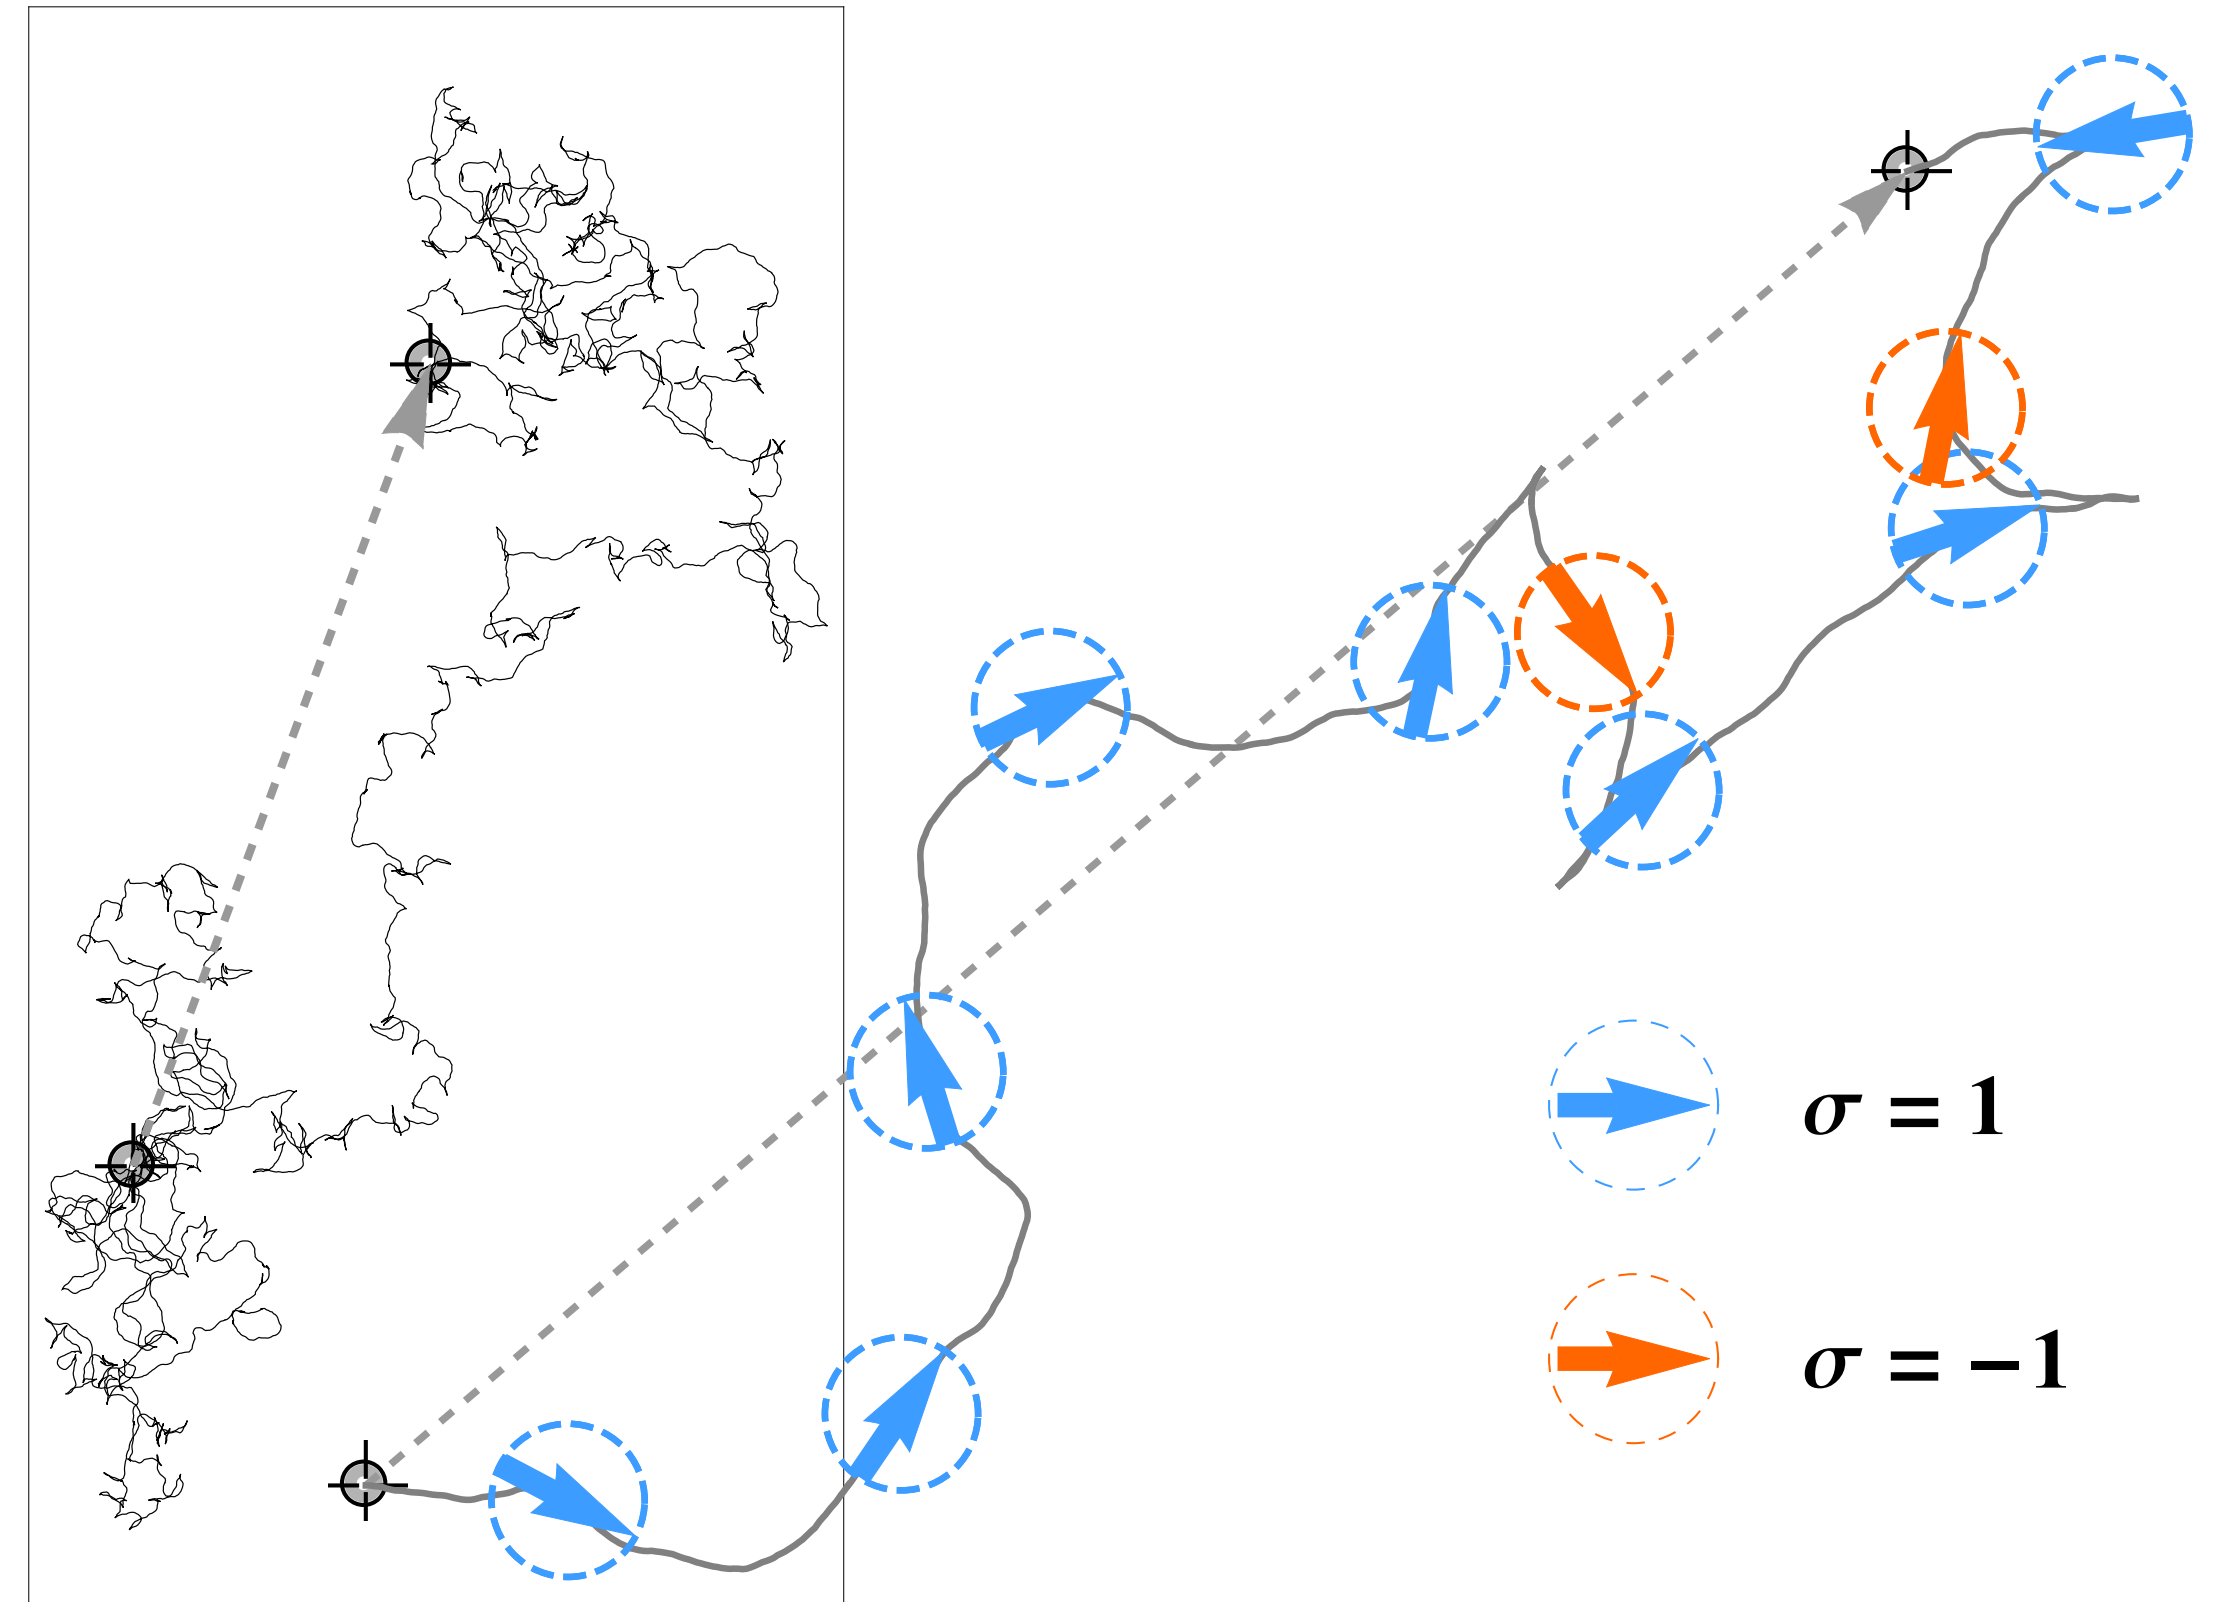 σ = 1
σ = −1